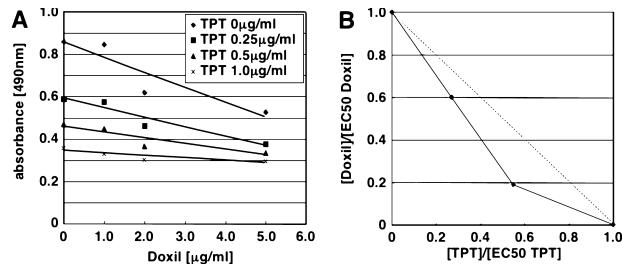 A
absorbance [490nm]
1.0
0.8
0.6
0.4
0.2
0
TPT 0μg/ml
TPT 0.25μg/ml
TPT 0.5μg/ml
TPT 1.0μg/ml
0 1.0 2.0 3.0 4.0 5.0 6.0
Doxil [μg/ml]
B
[Doxil]/[EC50 Doxil]
1.0
0.8
0.6
0.4
0.2
0
0 0.2 0.4 0.6 0.8 1.0
[TPT]/[EC50 TPT]